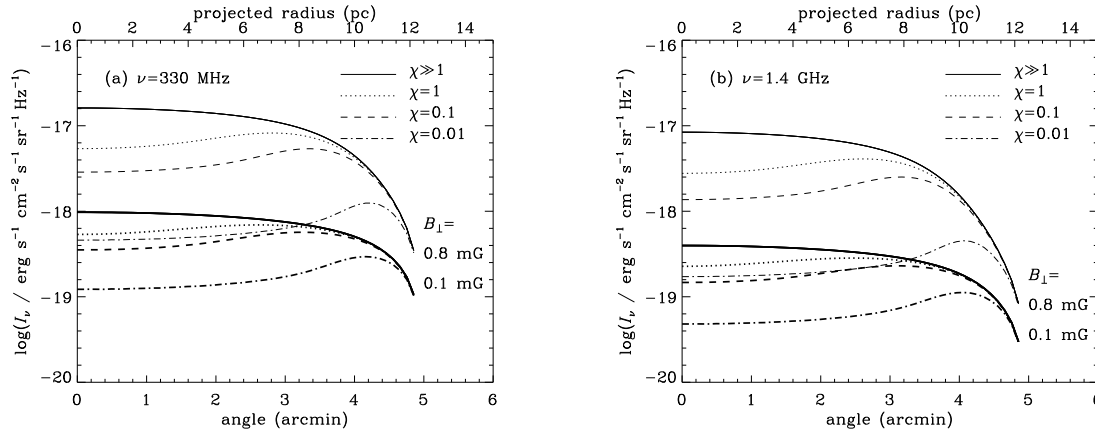 projected radius (pc)
0 2 4 6 8 10 12 14
−16
−17
−18
−19
−20
log(Iν / erg s−1 cm−2 s−1 sr−1 Hz−1)
(a) ν=330 MHz
χ≫1
χ=1
χ=0.1
χ=0.01
B⊥=
0.8 mG
0.1 mG
0 1 2 3 4 5 6
angle (arcmin)
projected radius (pc)
0 2 4 6 8 10 12 14
−16
−17
−18
−19
−20
log(Iν / erg s−1 cm−2 s−1 sr−1 Hz−1)
(b) ν=1.4 GHz
χ≫1
χ=1
χ=0.1
χ=0.01
B⊥=
0.8 mG
0.1 mG
0 1 2 3 4 5 6
angle (arcmin)